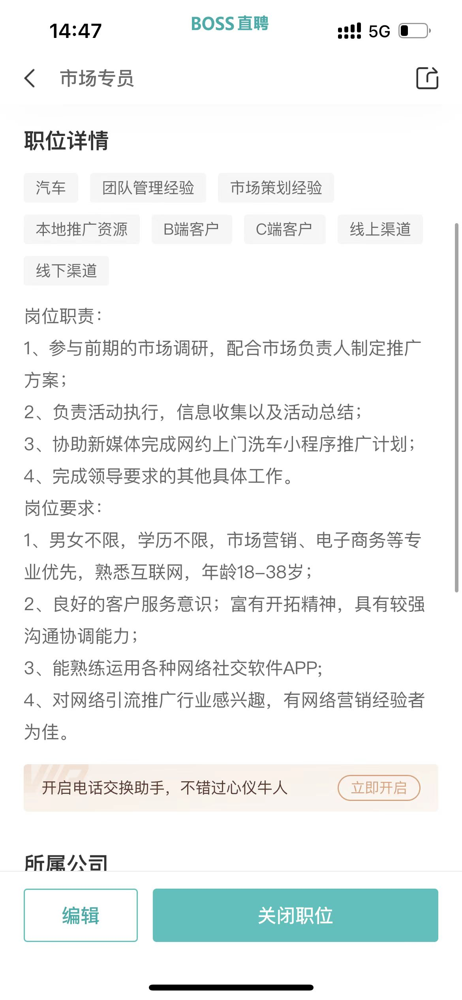 14:47
BOSS直聘
5G
市场专员
职位详情
汽车
团队管理经验
市场策划经验
本地推广资源
B端客户
C端客户
线上渠道
线下渠道
岗位职责：
1、参与前期的市场调研，配合市场负责人制定推广
方案；
2、负责活动执行，信息收集以及活动总结；
3、协助新媒体完成网约上门洗车小程序推广计划；
4、完成领导要求的其他具体工作。
岗位要求：
1、男女不限，学历不限，市场营销、电子商务等专
业优先，熟悉互联网，年龄18-38岁；
2、良好的客户服务意识；富有开拓精神，具有较强
沟通协调能力；
3、能熟练运用各种网络社交软件APP;
4、对网络引流推广行业感兴趣，有网络营销经验者
为佳。
VIP
开启电话交换助手，不错过心仪牛人
立即开启
所属公司
编辑
关闭职位